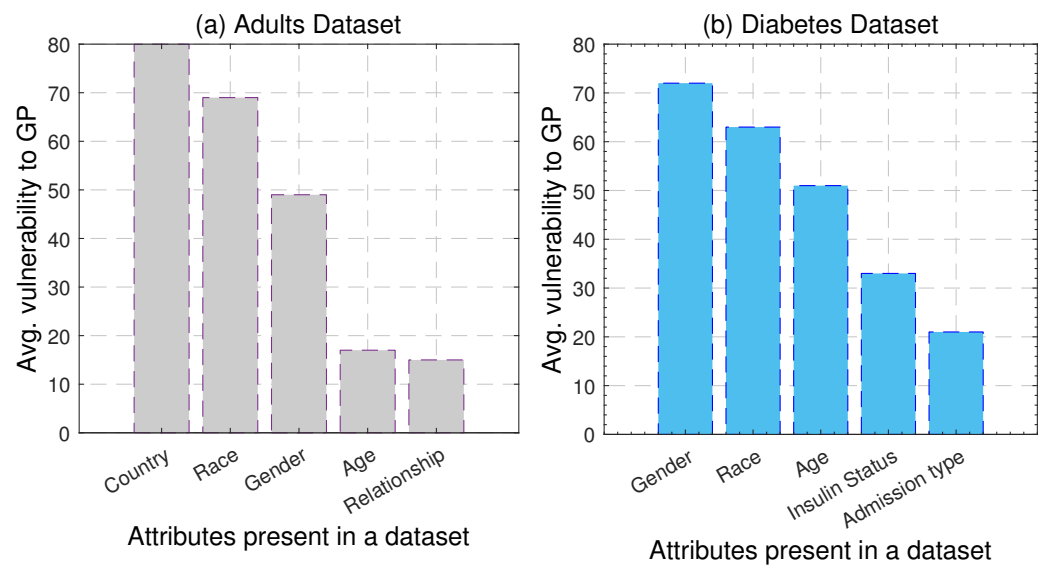 (a) Adults Dataset
Avg. vulnerability to GP
80
70
60
50
40
30
20
10
0
Country
Race
Gender
Age
Relationship
Attributes present in a dataset
(b) Diabetes Dataset
Avg. vulnerability to GP
80
70
60
50
40
30
20
10
0
Gender
Race
Age
Insulin Status
Admission type
Attributes present in a dataset